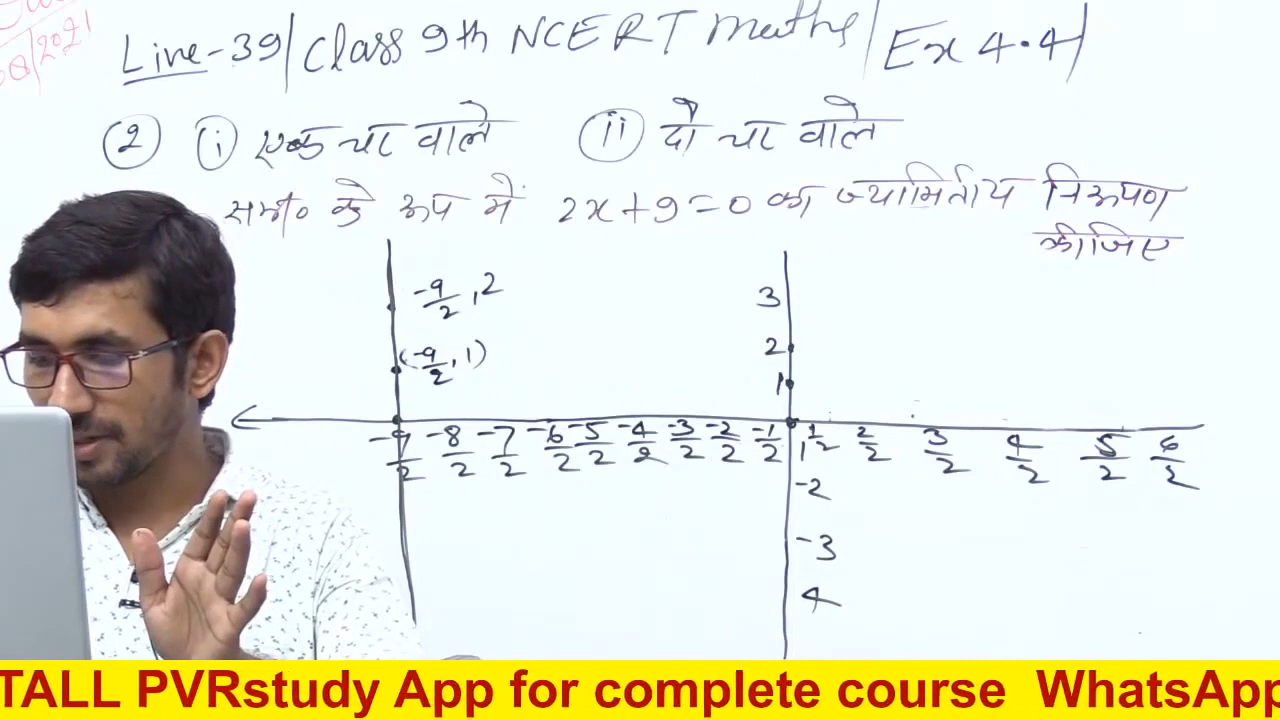 08/2021
Line-39/Class 9th NCERT Maths/Ex 4.4/
2 i एक चर वाले ii दो चर वाले
समी० के रूप में 2x+9=0 का ज्यामितीय निरूपण
कीजिए
-9/2, 2
3
(-9/2, 1)
2
1
-9/2 -8/2 -7/2 -6/2 -5/2 -4/2 -3/2 -2/2 -1/2 1/2 2/2 3/2 4/2 5/2 6/2
-2
-3
4
TALL PVRstudy App for complete course WhatsApp